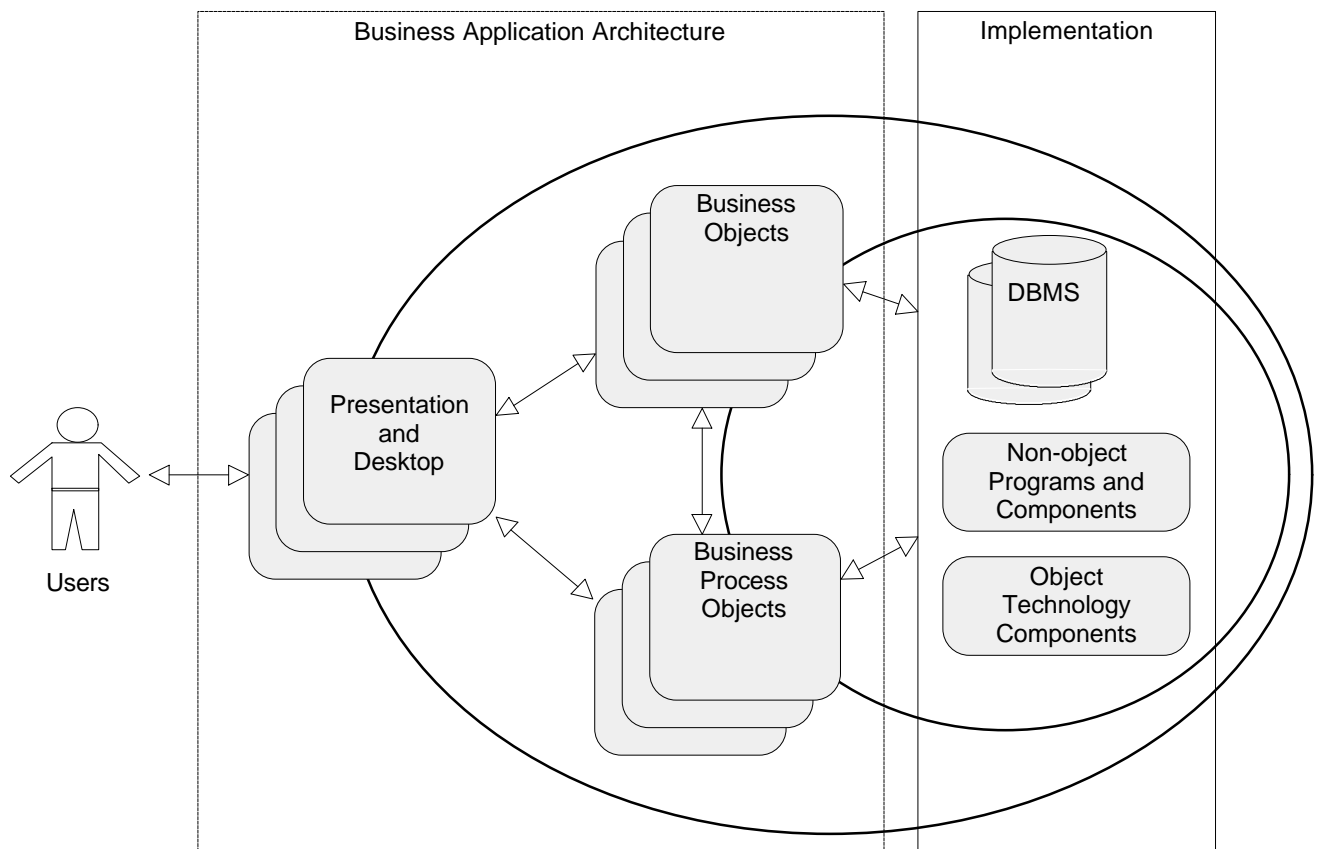 Business Application Architecture
Implementation
Business
Objects
DBMS
Presentation
and
Desktop
Non-object
Programs and
Components
Business
Process
Objects
Object
Technology
Components
Users